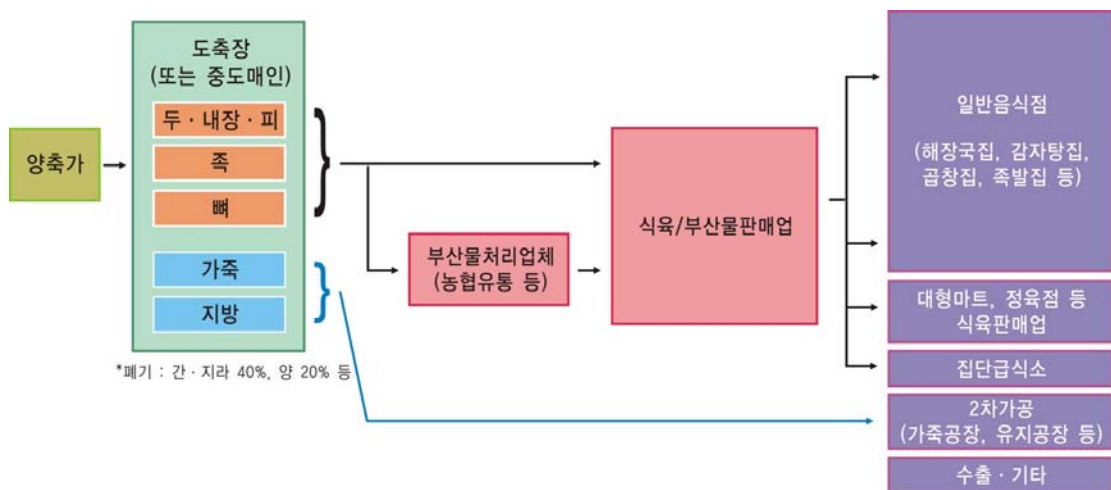 양축가
도축장
(또는 중도매인)
두 · 내장 · 피
족
뼈
가죽
지방
*폐기 : 간 · 지라 40%, 양 20% 등
부산물처리업체
(농협유통 등)
식육/부산물판매업
일반음식점
(해장국집, 감자탕집,
곱창집, 족발집 등)
대형마트, 정육점 등
식육판매업
집단급식소
2차가공
(가죽공장, 유지공장 등)
수출 · 기타